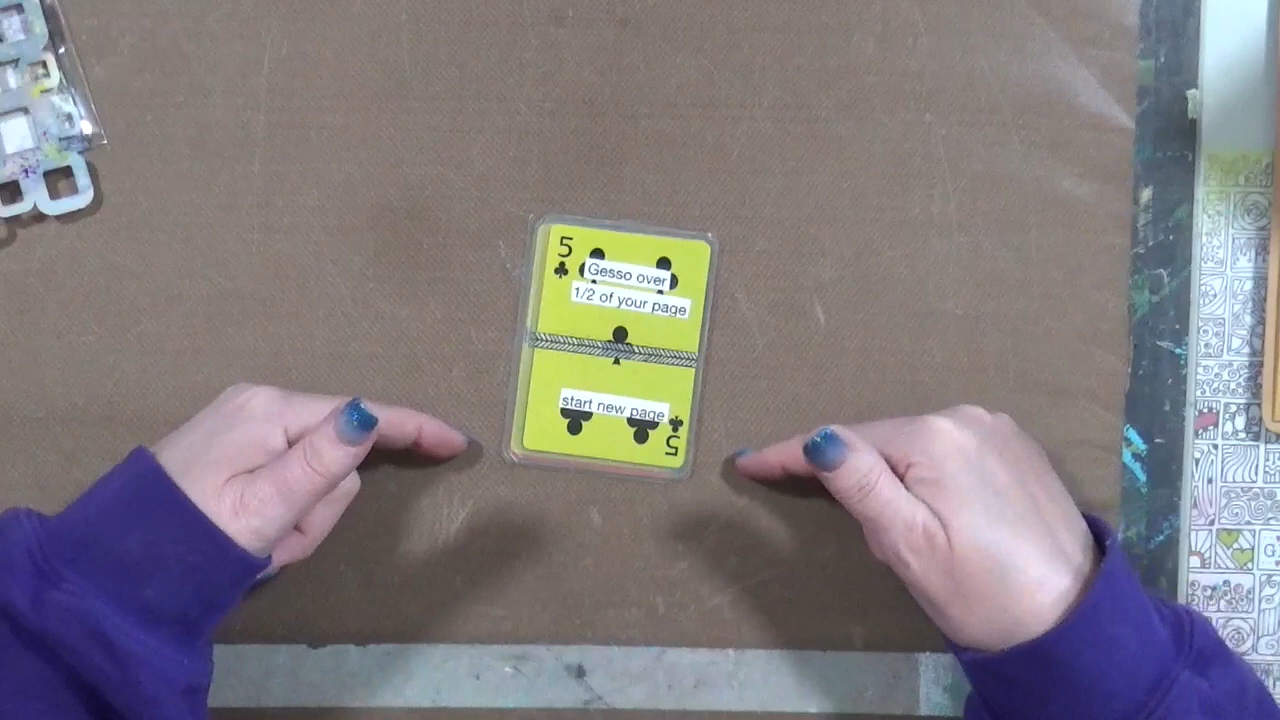 5
Gesso over
1/2 of your page
start new page
5